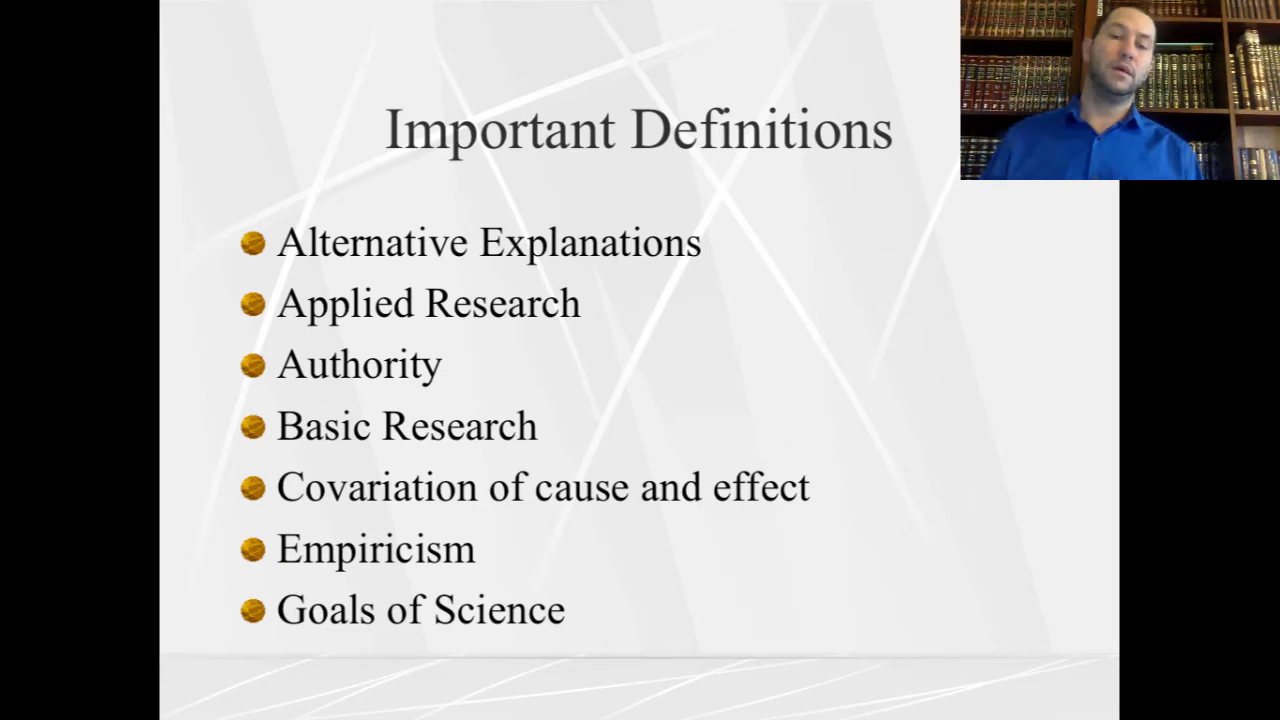 Important Definitions
Alternative Explanations
Applied Research
Authority
Basic Research
Covariation of cause and effect
Empiricism
Goals of Science